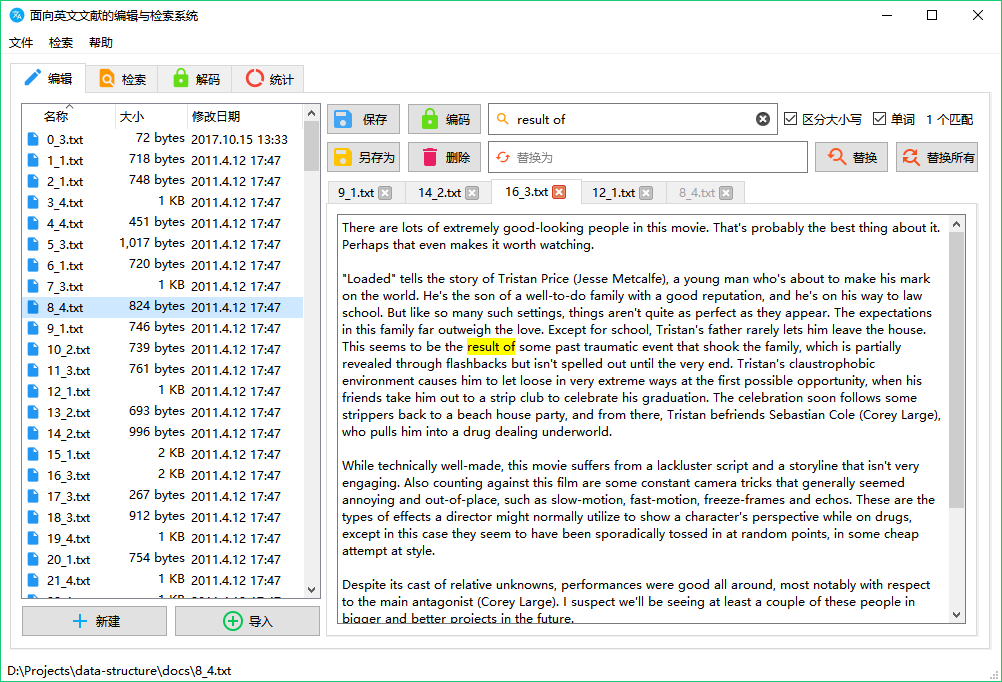 面向英文文献的编辑与检索系统
文件 检索 帮助
编辑 检索 解码 统计
名称 大小 修改日期
0_3.txt 72 bytes 2017.10.15 13:33
1_1.txt 718 bytes 2011.4.12 17:47
2_1.txt 748 bytes 2011.4.12 17:47
3_4.txt 1 KB 2011.4.12 17:47
4_4.txt 451 bytes 2011.4.12 17:47
5_3.txt 1,017 bytes 2011.4.12 17:47
6_1.txt 720 bytes 2011.4.12 17:47
7_3.txt 1 KB 2011.4.12 17:47
8_4.txt 824 bytes 2011.4.12 17:47
9_1.txt 746 bytes 2011.4.12 17:47
10_2.txt 739 bytes 2011.4.12 17:47
11_3.txt 761 bytes 2011.4.12 17:47
12_1.txt 1 KB 2011.4.12 17:47
13_2.txt 693 bytes 2011.4.12 17:47
14_2.txt 996 bytes 2011.4.12 17:47
15_1.txt 2 KB 2011.4.12 17:47
16_3.txt 2 KB 2011.4.12 17:47
17_3.txt 267 bytes 2011.4.12 17:47
18_3.txt 912 bytes 2011.4.12 17:47
19_4.txt 1 KB 2011.4.12 17:47
20_1.txt 754 bytes 2011.4.12 17:47
21_4.txt 1 KB 2011.4.12 17:47
新建 导入
保存 编码 result of 区分大小写 单词 1 个匹配
另存为 删除 替换为 替换 替换所有
9_1.txt 14_2.txt 16_3.txt 12_1.txt 8_4.txt
There are lots of extremely good-looking people in this movie. That's probably the best thing about it.
Perhaps that even makes it worth watching.
"Loaded" tells the story of Tristan Price (Jesse Metcalfe), a young man who's about to make his mark
on the world. He's the son of a well-to-do family with a good reputation, and he's on his way to law
school. But like so many such settings, things aren't quite as perfect as they appear. The expectations
in this family far outweigh the love. Except for school, Tristan's father rarely lets him leave the house.
This seems to be the result of some past traumatic event that shook the family, which is partially
revealed through flashbacks but isn't spelled out until the very end. Tristan's claustrophobic
environment causes him to let loose in very extreme ways at the first possible opportunity, when his
friends take him out to a strip club to celebrate his graduation. The celebration soon follows some
strippers back to a beach house party, and from there, Tristan befriends Sebastian Cole (Corey Large),
who pulls him into a drug dealing underworld.
While technically well-made, this movie suffers from a lackluster script and a storyline that isn't very
engaging. Also counting against this film are some constant camera tricks that generally seemed
annoying and out-of-place, such as slow-motion, fast-motion, freeze-frames and echos. These are the
types of effects a director might normally utilize to show a character's perspective while on drugs,
except in this case they seem to have been sporadically tossed in at random points, in some cheap
attempt at style.
Despite its cast of relative unknowns, performances were good all around, most notably with respect
to the main antagonist (Corey Large). I suspect we'll be seeing at least a couple of these people in
bigger and better projects in the future.
D:\Projects\data-structure\docs\8_4.txt